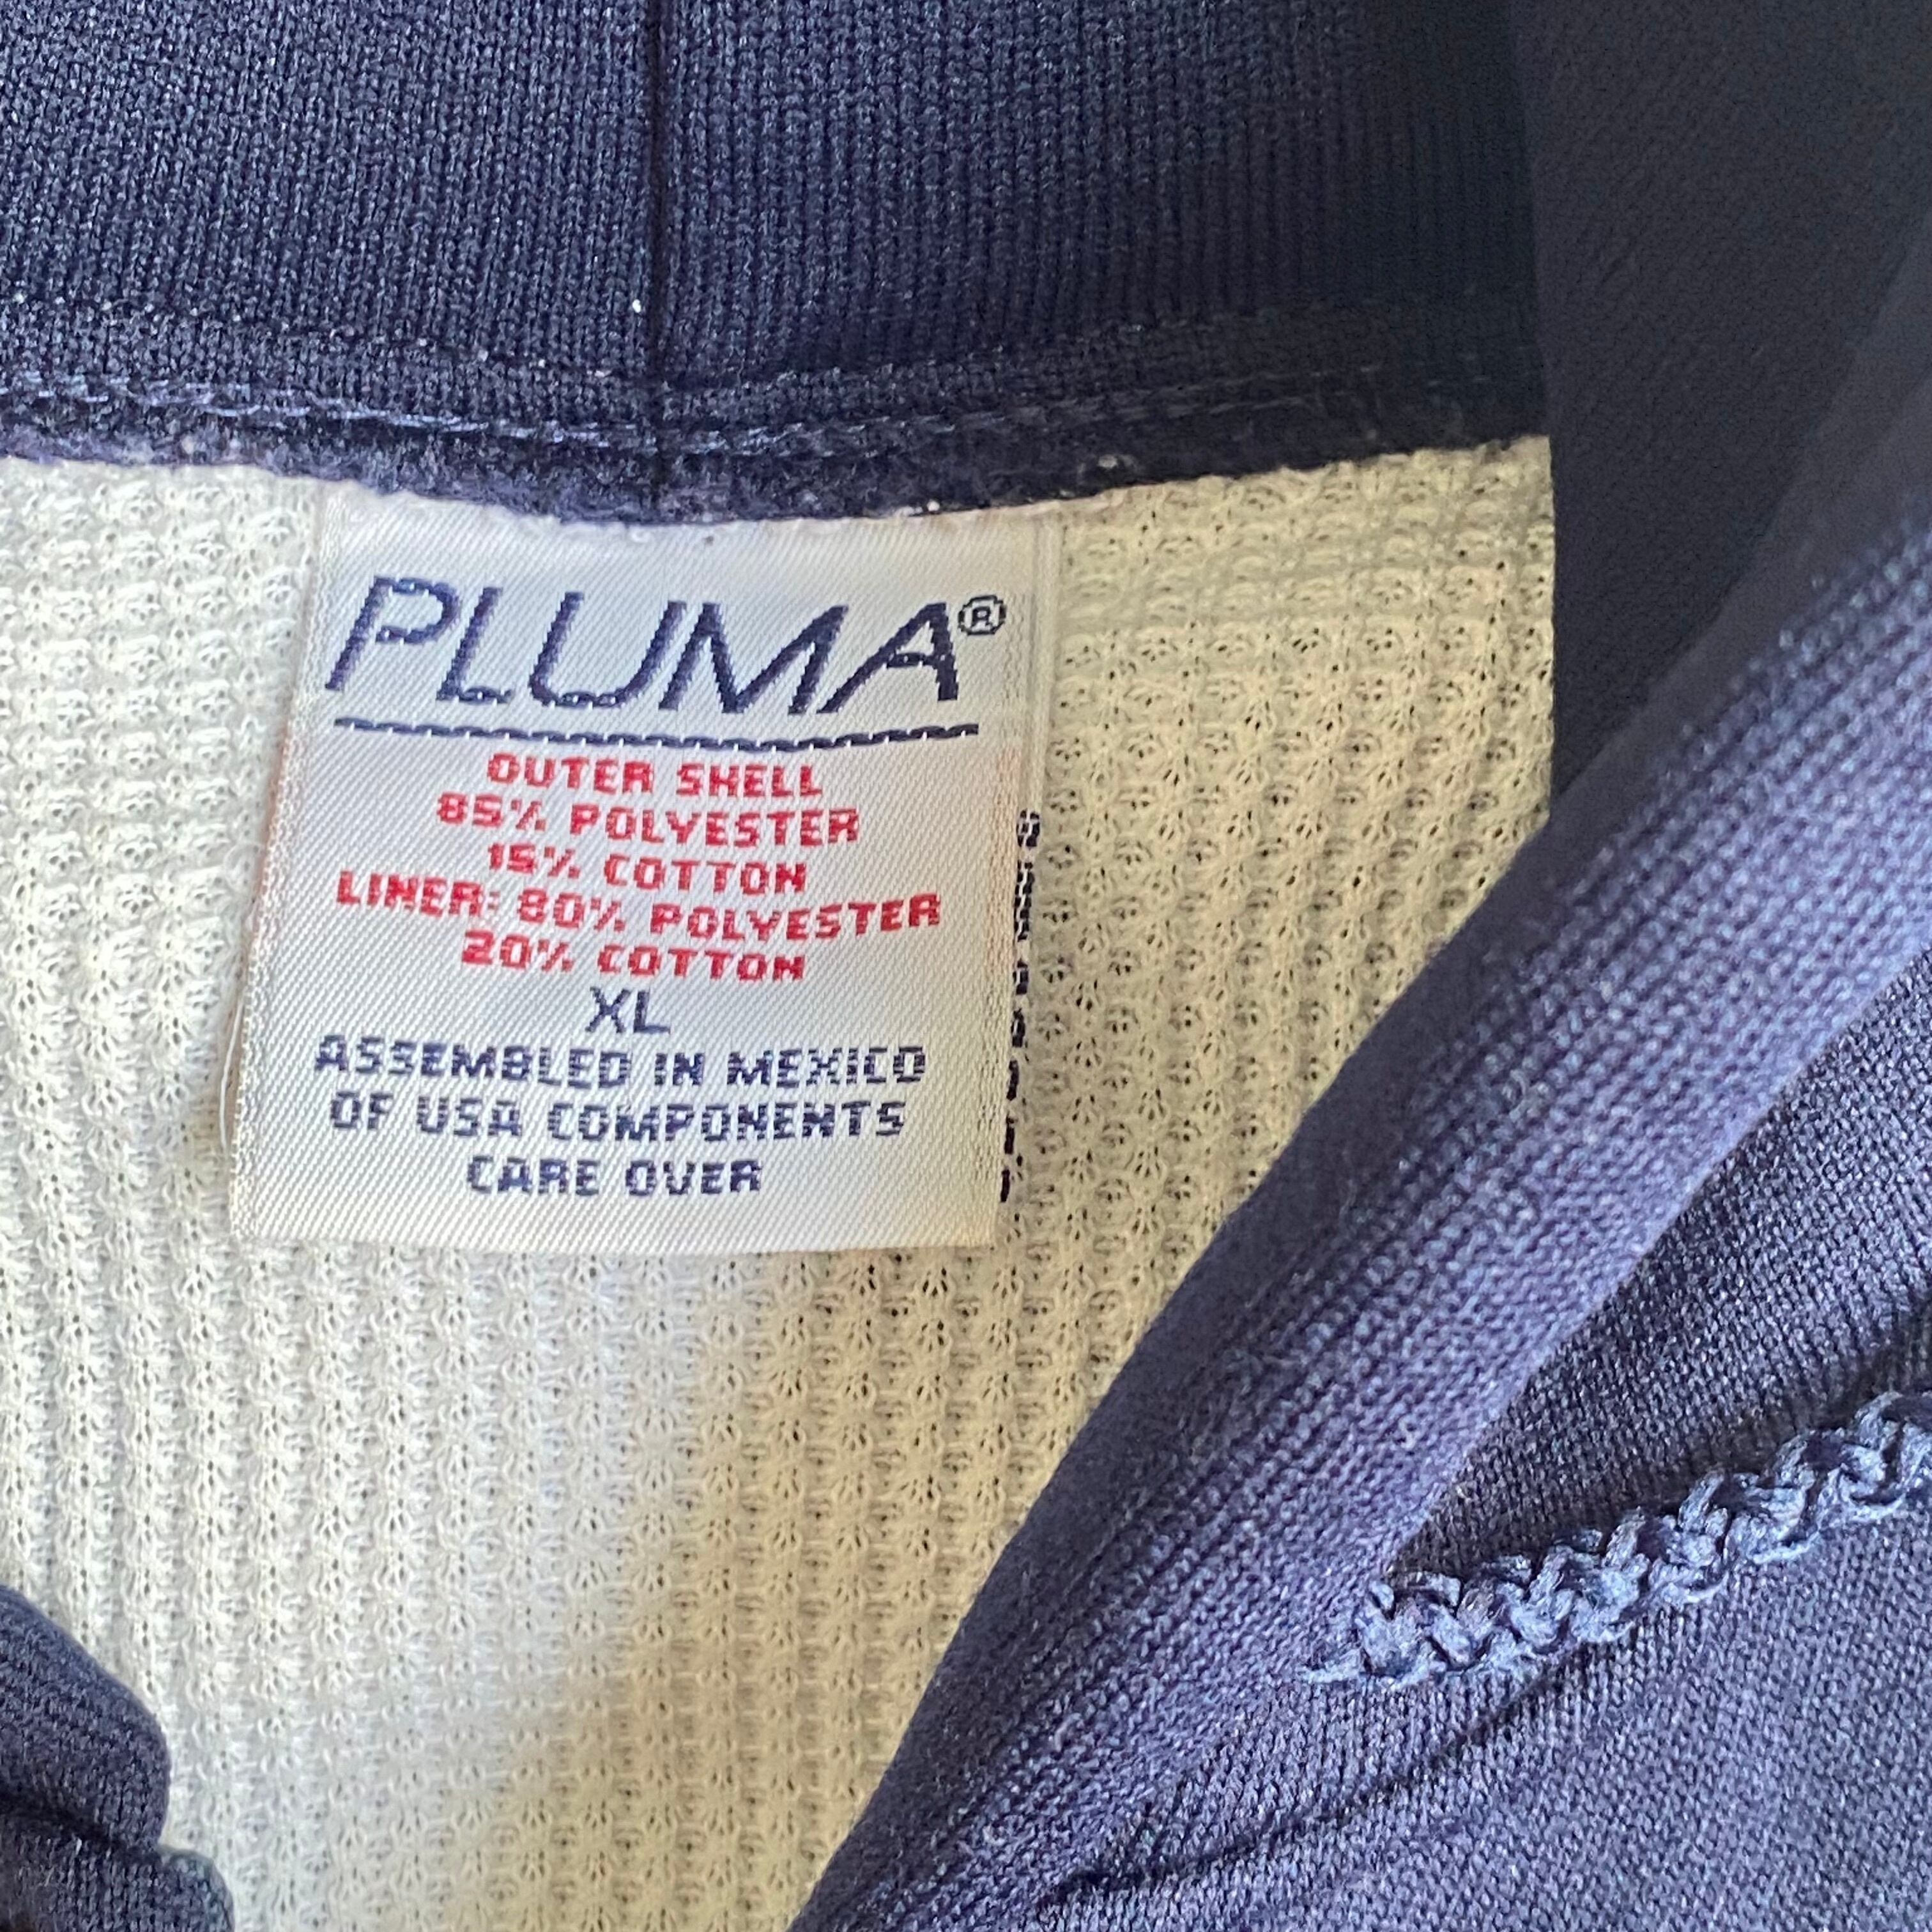 PLUMA®
OUTER SHELL
85% POLYESTER
15% COTTON
LINER: 80% POLYESTER
20% COTTON
XL
ASSEMBLED IN MEXICO
OF USA COMPONENTS
CARE OVER